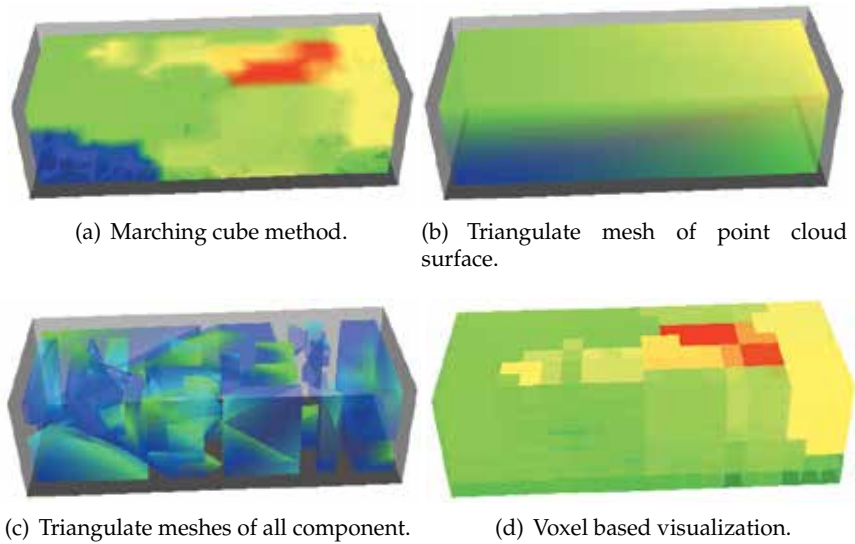 (a) Marching cube method.
(b) Triangulate mesh of point cloud
surface.
(c) Triangulate meshes of all component.
(d) Voxel based visualization.